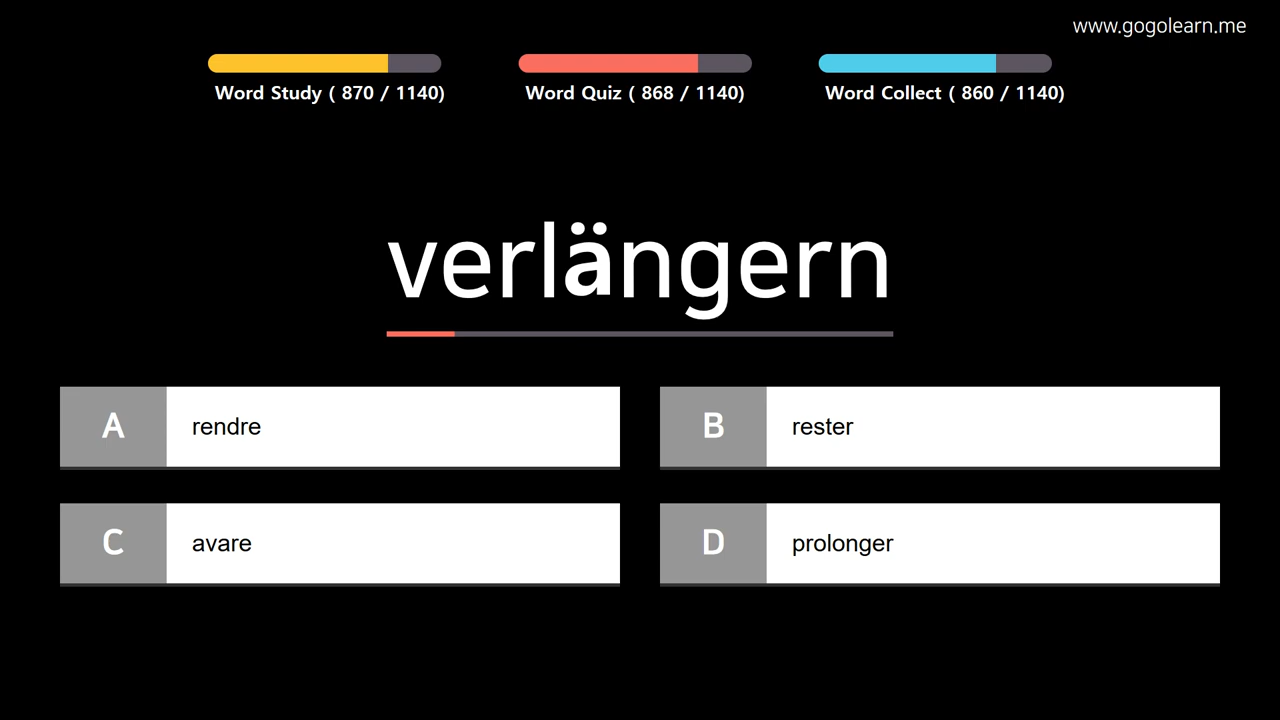 www.gogolearn.me
Word Study ( 870 / 1140)
Word Quiz ( 868 / 1140)
Word Collect ( 860 / 1140)
verlängern
A
rendre
B
rester
C
avare
D
prolonger